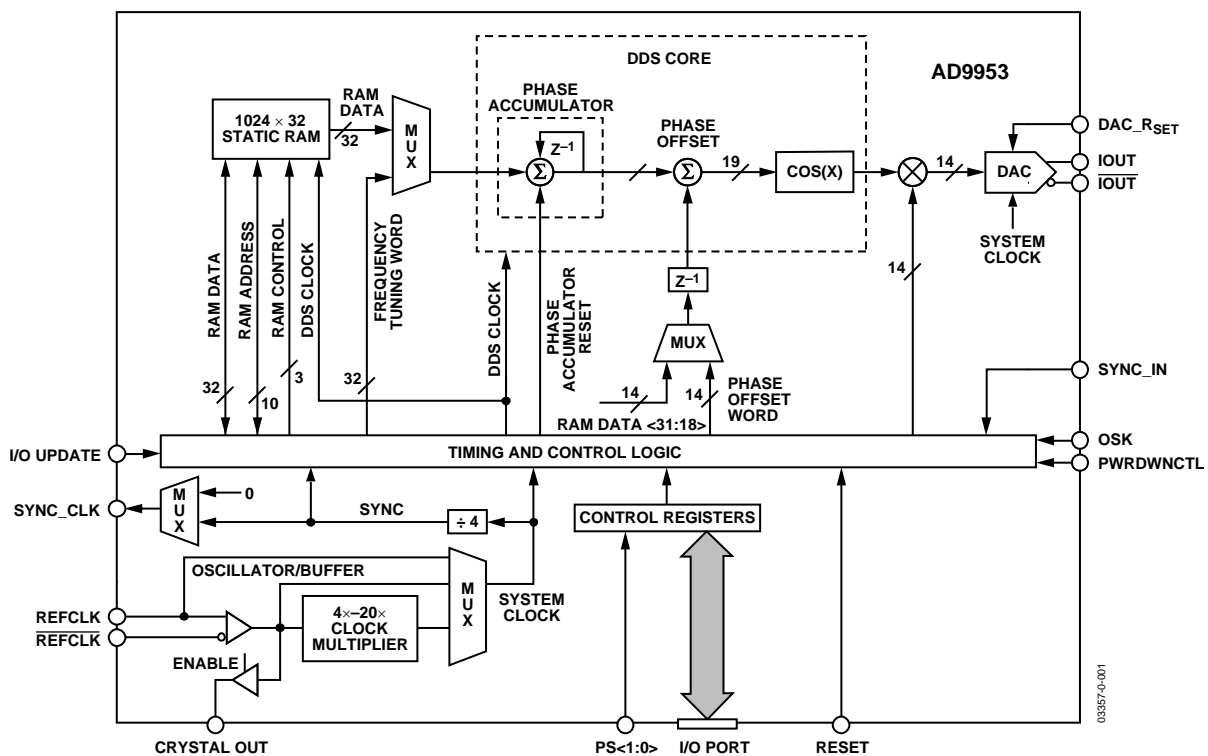 DDS CORE
AD9953
RAM
DATA
PHASE
ACCUMULATOR
1024 × 32
STATIC RAM
32
MUX
Z–1
Σ
PHASE
OFFSET
Σ
19
COS(X)
14
DAC
DAC_RSET
IOUT
IOUT
SYSTEM
CLOCK
RAM DATA
RAM ADDRESS
RAM CONTROL
DDS CLOCK
FREQUENCY
TUNING WORD
DDS CLOCK
PHASE
ACCUMULATOR
RESET
Z–1
14
MUX
32
10
3
32
14
14
PHASE
OFFSET
WORD
RAM DATA <31:18>
SYNC_IN
I/O UPDATE
TIMING AND CONTROL LOGIC
OSK
PWRDWNCTL
SYNC_CLK
MUX
0
SYNC
÷ 4
CONTROL REGISTERS
OSCILLATOR/BUFFER
MUX
SYSTEM
CLOCK
REFCLK
REFCLK
4×–20×
CLOCK
MULTIPLIER
ENABLE
CRYSTAL OUT
PS<1:0>
I/O PORT
RESET
03357-0-001